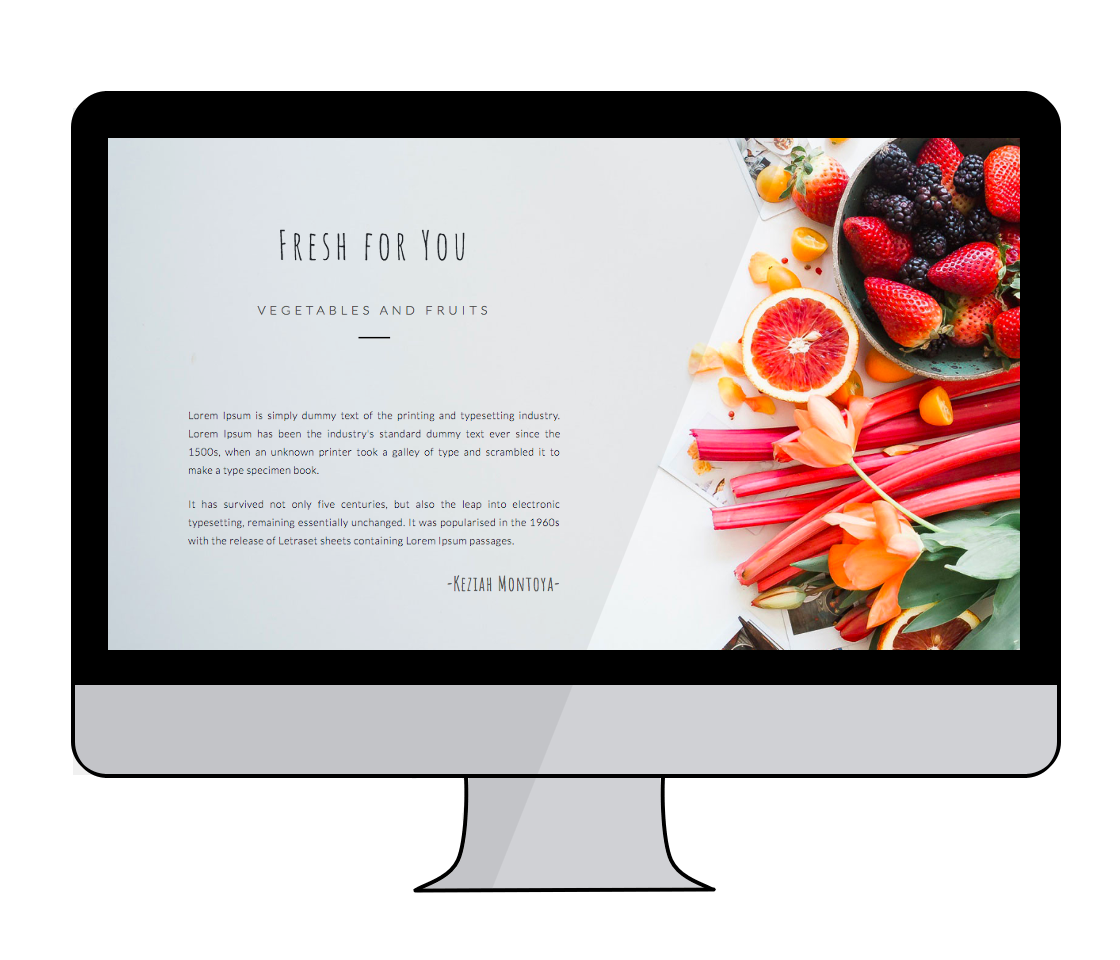 Fresh for You
VEGETABLES AND FRUITS
Lorem Ipsum is simply dummy text of the printing and typesetting industry.
Lorem Ipsum has been the industry's standard dummy text ever since the
1500s, when an unknown printer took a galley of type and scrambled it to
make a type specimen book.
It has survived not only five centuries, but also the leap into electronic
typesetting, remaining essentially unchanged. It was popularised in the 1960s
with the release of Letraset sheets containing Lorem Ipsum passages.
-Keziah Montoya-